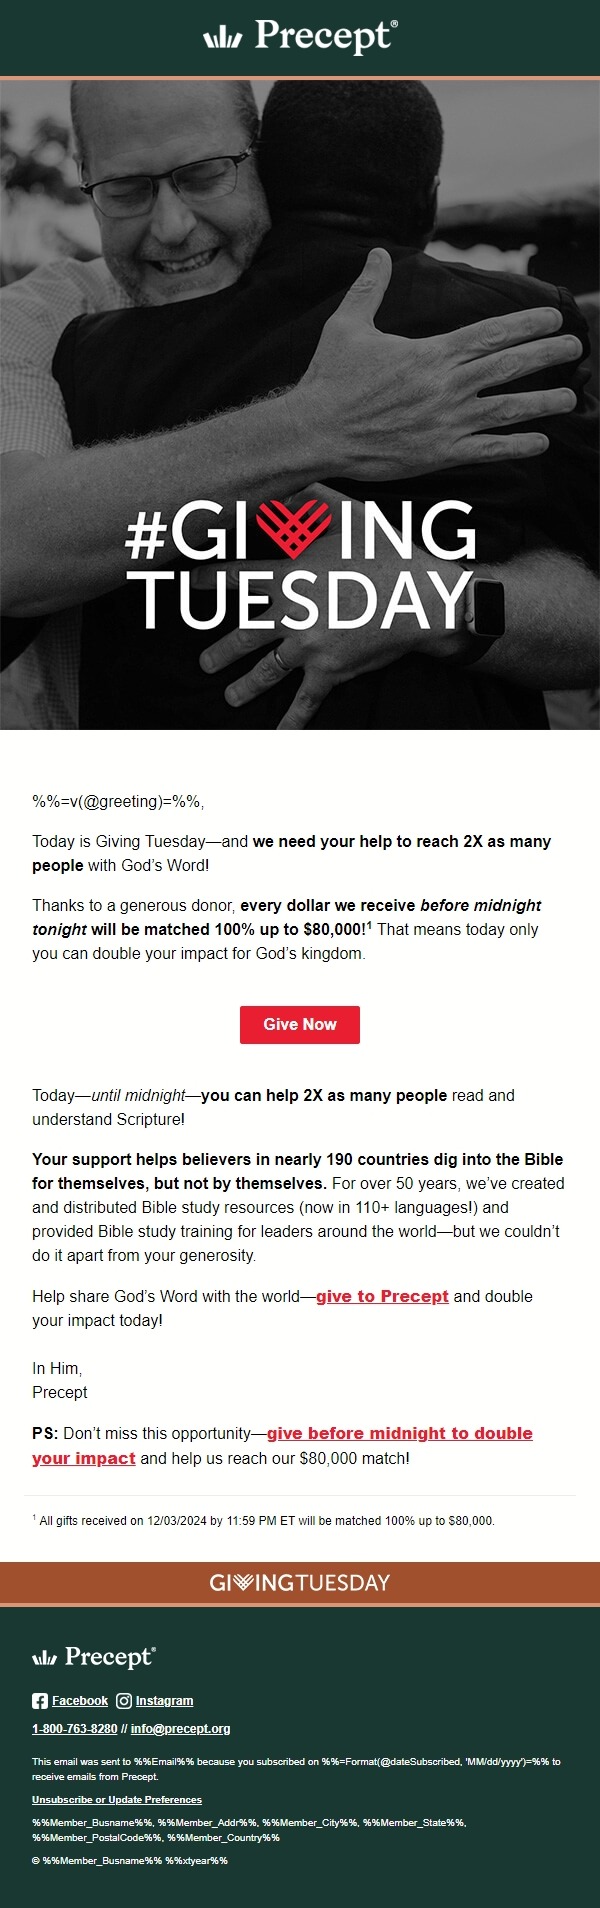 Precept®
#GIVING
TUESDAY
%%=v(@greeting)=%%,
Today is Giving Tuesday—and we need your help to reach 2X as many
people with God’s Word!
Thanks to a generous donor, every dollar we receive before midnight
tonight will be matched 100% up to $80,000!¹ That means today only
you can double your impact for God’s kingdom.
Give Now
Today—until midnight—you can help 2X as many people read and
understand Scripture!
Your support helps believers in nearly 190 countries dig into the Bible
for themselves, but not by themselves. For over 50 years, we’ve created
and distributed Bible study resources (now in 110+ languages!) and
provided Bible study training for leaders around the world—but we couldn’t
do it apart from your generosity.
Help share God’s Word with the world—give to Precept and double
your impact today!
In Him,
Precept
PS: Don’t miss this opportunity—give before midnight to double
your impact and help us reach our $80,000 match!
¹ All gifts received on 12/03/2024 by 11:59 PM ET will be matched 100% up to $80,000.
GIVINGTUESDAY
Precept®
Facebook Instagram
1-800-763-8280 // info@precept.org
This email was sent to %%Email%% because you subscribed on %%=Format(@dateSubscribed, 'MM/dd/yyyy')=%% to
receive emails from Precept.
Unsubscribe or Update Preferences
%%Member_Busname%%, %%Member_Addr%%, %%Member_City%%, %%Member_State%%,
%%Member_PostalCode%%, %%Member_Country%%
© %%Member_Busname%% %%xtyear%%